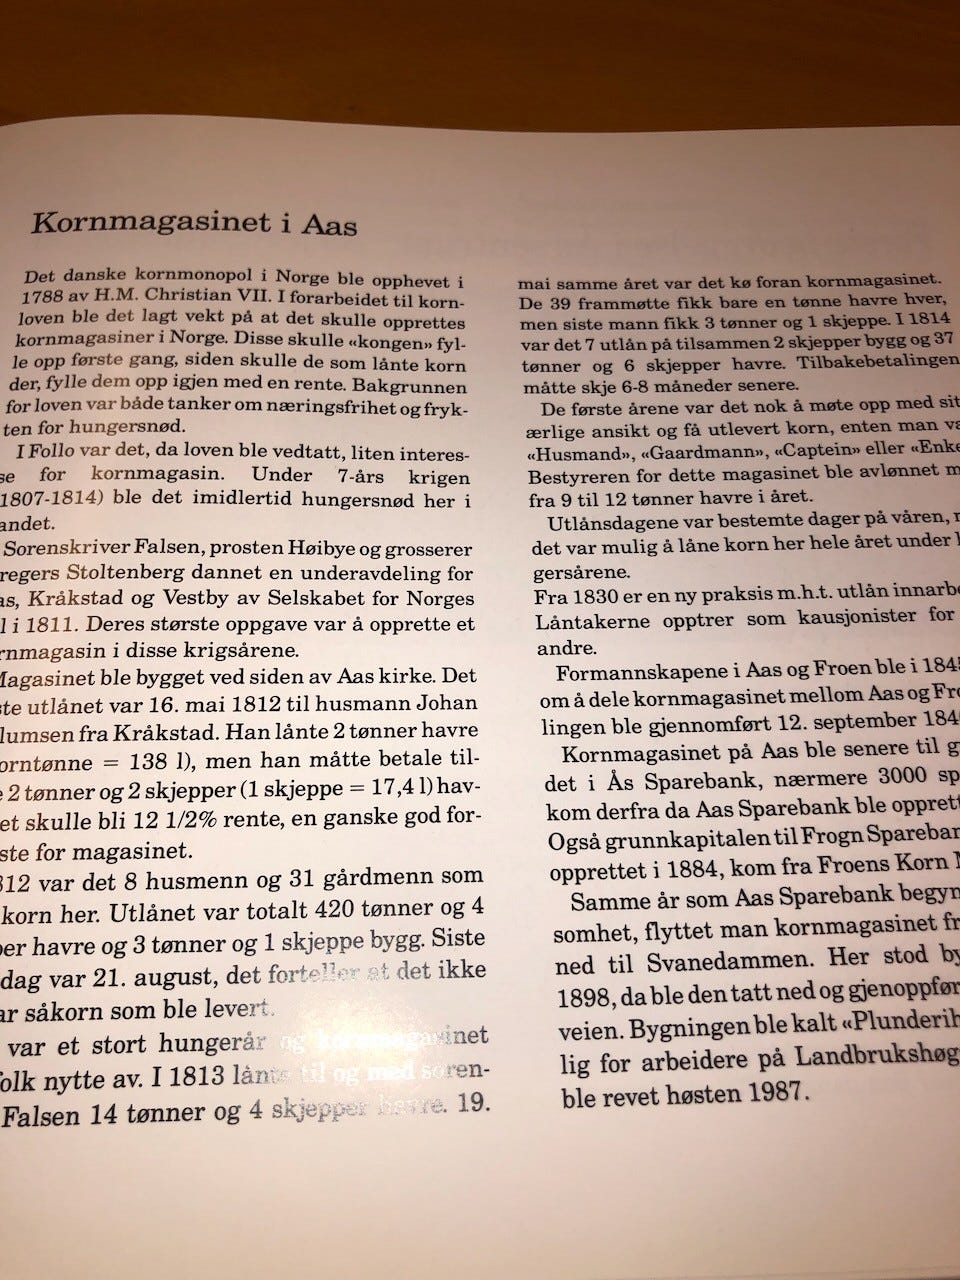 Kornmagasinet i Aas
Det danske kornmonopol i Norge ble opphevet i
1788 av H.M. Christian VII. I forarbeidet til korn-
loven ble det lagt vekt på at det skulle opprettes
kornmagasiner i Norge. Disse skulle «kongen» fyl-
le opp første gang, siden skulle de som lånte korn
der, fylle dem opp igjen med en rente. Bakgrunnen
for loven var både tanker om næringsfrihet og fryk-
ten for hungersnød.
I Follo var det, da loven ble vedtatt, liten interes-
se for kornmagasin. Under 7-års krigen
1807-1814) ble det imidlertid hungersnød her i
andet.
Sorenskriver Falsen, prosten Høibye og grosserer
regers Stoltenberg dannet en underavdeling for
as, Kråkstad og Vestby av Selskabet for Norges
l i 1811. Deres største oppgave var å opprette et
rnmagasin i disse krigsårene.
Magasinet ble bygget ved siden av Aas kirke. Det
ste utlånet var 16. mai 1812 til husmann Johan
lumsen fra Kråkstad. Han lånte 2 tønner havre
orntønne = 138 l), men han måtte betale til-
e 2 tønner og 2 skjepper (1 skjeppe = 17,4 l) hav-
et skulle bli 12 1/2% rente, en ganske god for-
ste for magasinet.
812 var det 8 husmenn og 31 gårdmenn som
korn her. Utlånet var totalt 420 tønner og 4
per havre og 3 tønner og 1 skjeppe bygg. Siste
dag var 21. august, det forteller at det ikke
ar såkorn som ble levert.
var et stort hungerår og kornmagasinet
folk nytte av. I 1813 lånte til og med soren-
Falsen 14 tønner og 4 skjepper havre. 19.
mai samme året var det kø foran kornmagasinet.
De 39 frammøtte fikk bare en tønne havre hver,
men siste mann fikk 3 tønner og 1 skjeppe. I 1814
var det 7 utlån på tilsammen 2 skjepper bygg og 37
tønner og 6 skjepper havre. Tilbakebetalingen
måtte skje 6-8 måneder senere.
De første årene var det nok å møte opp med sit
ærlige ansikt og få utlevert korn, enten man va
«Husmand», «Gaardmann», «Captein» eller «Enke
Bestyreren for dette magasinet ble avlønnet m
fra 9 til 12 tønner havre i året.
Utlånsdagene var bestemte dager på våren,
det var mulig å låne korn her hele året under
gersårene.
Fra 1830 er en ny praksis m.h.t. utlån innarbe
Låntakerne opptrer som kausjonister for
andre.
Formannskapene i Aas og Froen ble i 184
om å dele kornmagasinet mellom Aas og Fro
lingen ble gjennomført 12. september 184
Kornmagasinet på Aas ble senere til g
det i Ås Sparebank, nærmere 3000 sp
kom derfra da Aas Sparebank ble opprett
Også grunnkapitalen til Frogn Spareban
opprettet i 1884, kom fra Froens Korn
Samme år som Aas Sparebank begyn
somhet, flyttet man kornmagasinet fr
ned til Svanedammen. Her stod by
1898, da ble den tatt ned og gjenoppfør
veien. Bygningen ble kalt «Plunderih
lig for arbeidere på Landbrukshøg
ble revet høsten 1987.